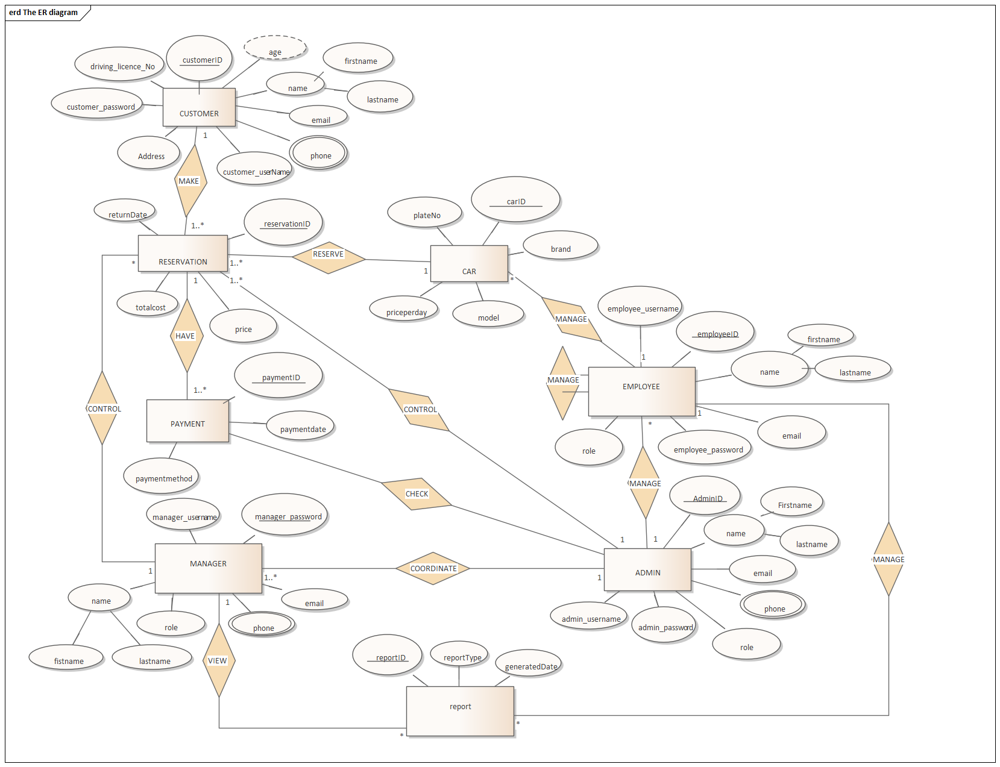 erd The ER diagram
customerID
age
driving_licence_No
firstname
name
lastname
customer_password
CUSTOMER
email
1
Address
phone
customer_userName
MAKE
returnDate
1..*
reservationID
carID
plateNo
brand
RESERVE
RESERVATION
*
1..*
1
CAR
*
1
1..*
totalcost
priceperday
model
employee_username
MANAGE
price
HAVE
employeeID
firstname
1
name
lastname
MANAGE
EMPLOYEE
paymentID
1..*
CONTROL
CONTROL
1
PAYMENT
paymentdate
*
email
role
employee_password
paymentmethod
MANAGE
CHECK
AdminID
Firstname
manager_username
manager_password
name
lastname
1
1
MANAGE
MANAGER
COORDINATE
ADMIN
email
1
1..*
1
name
1
email
phone
role
phone
admin_username
admin_password
role
fistname
lastname
VIEW
reportID
reportType
generatedDate
report
*
*